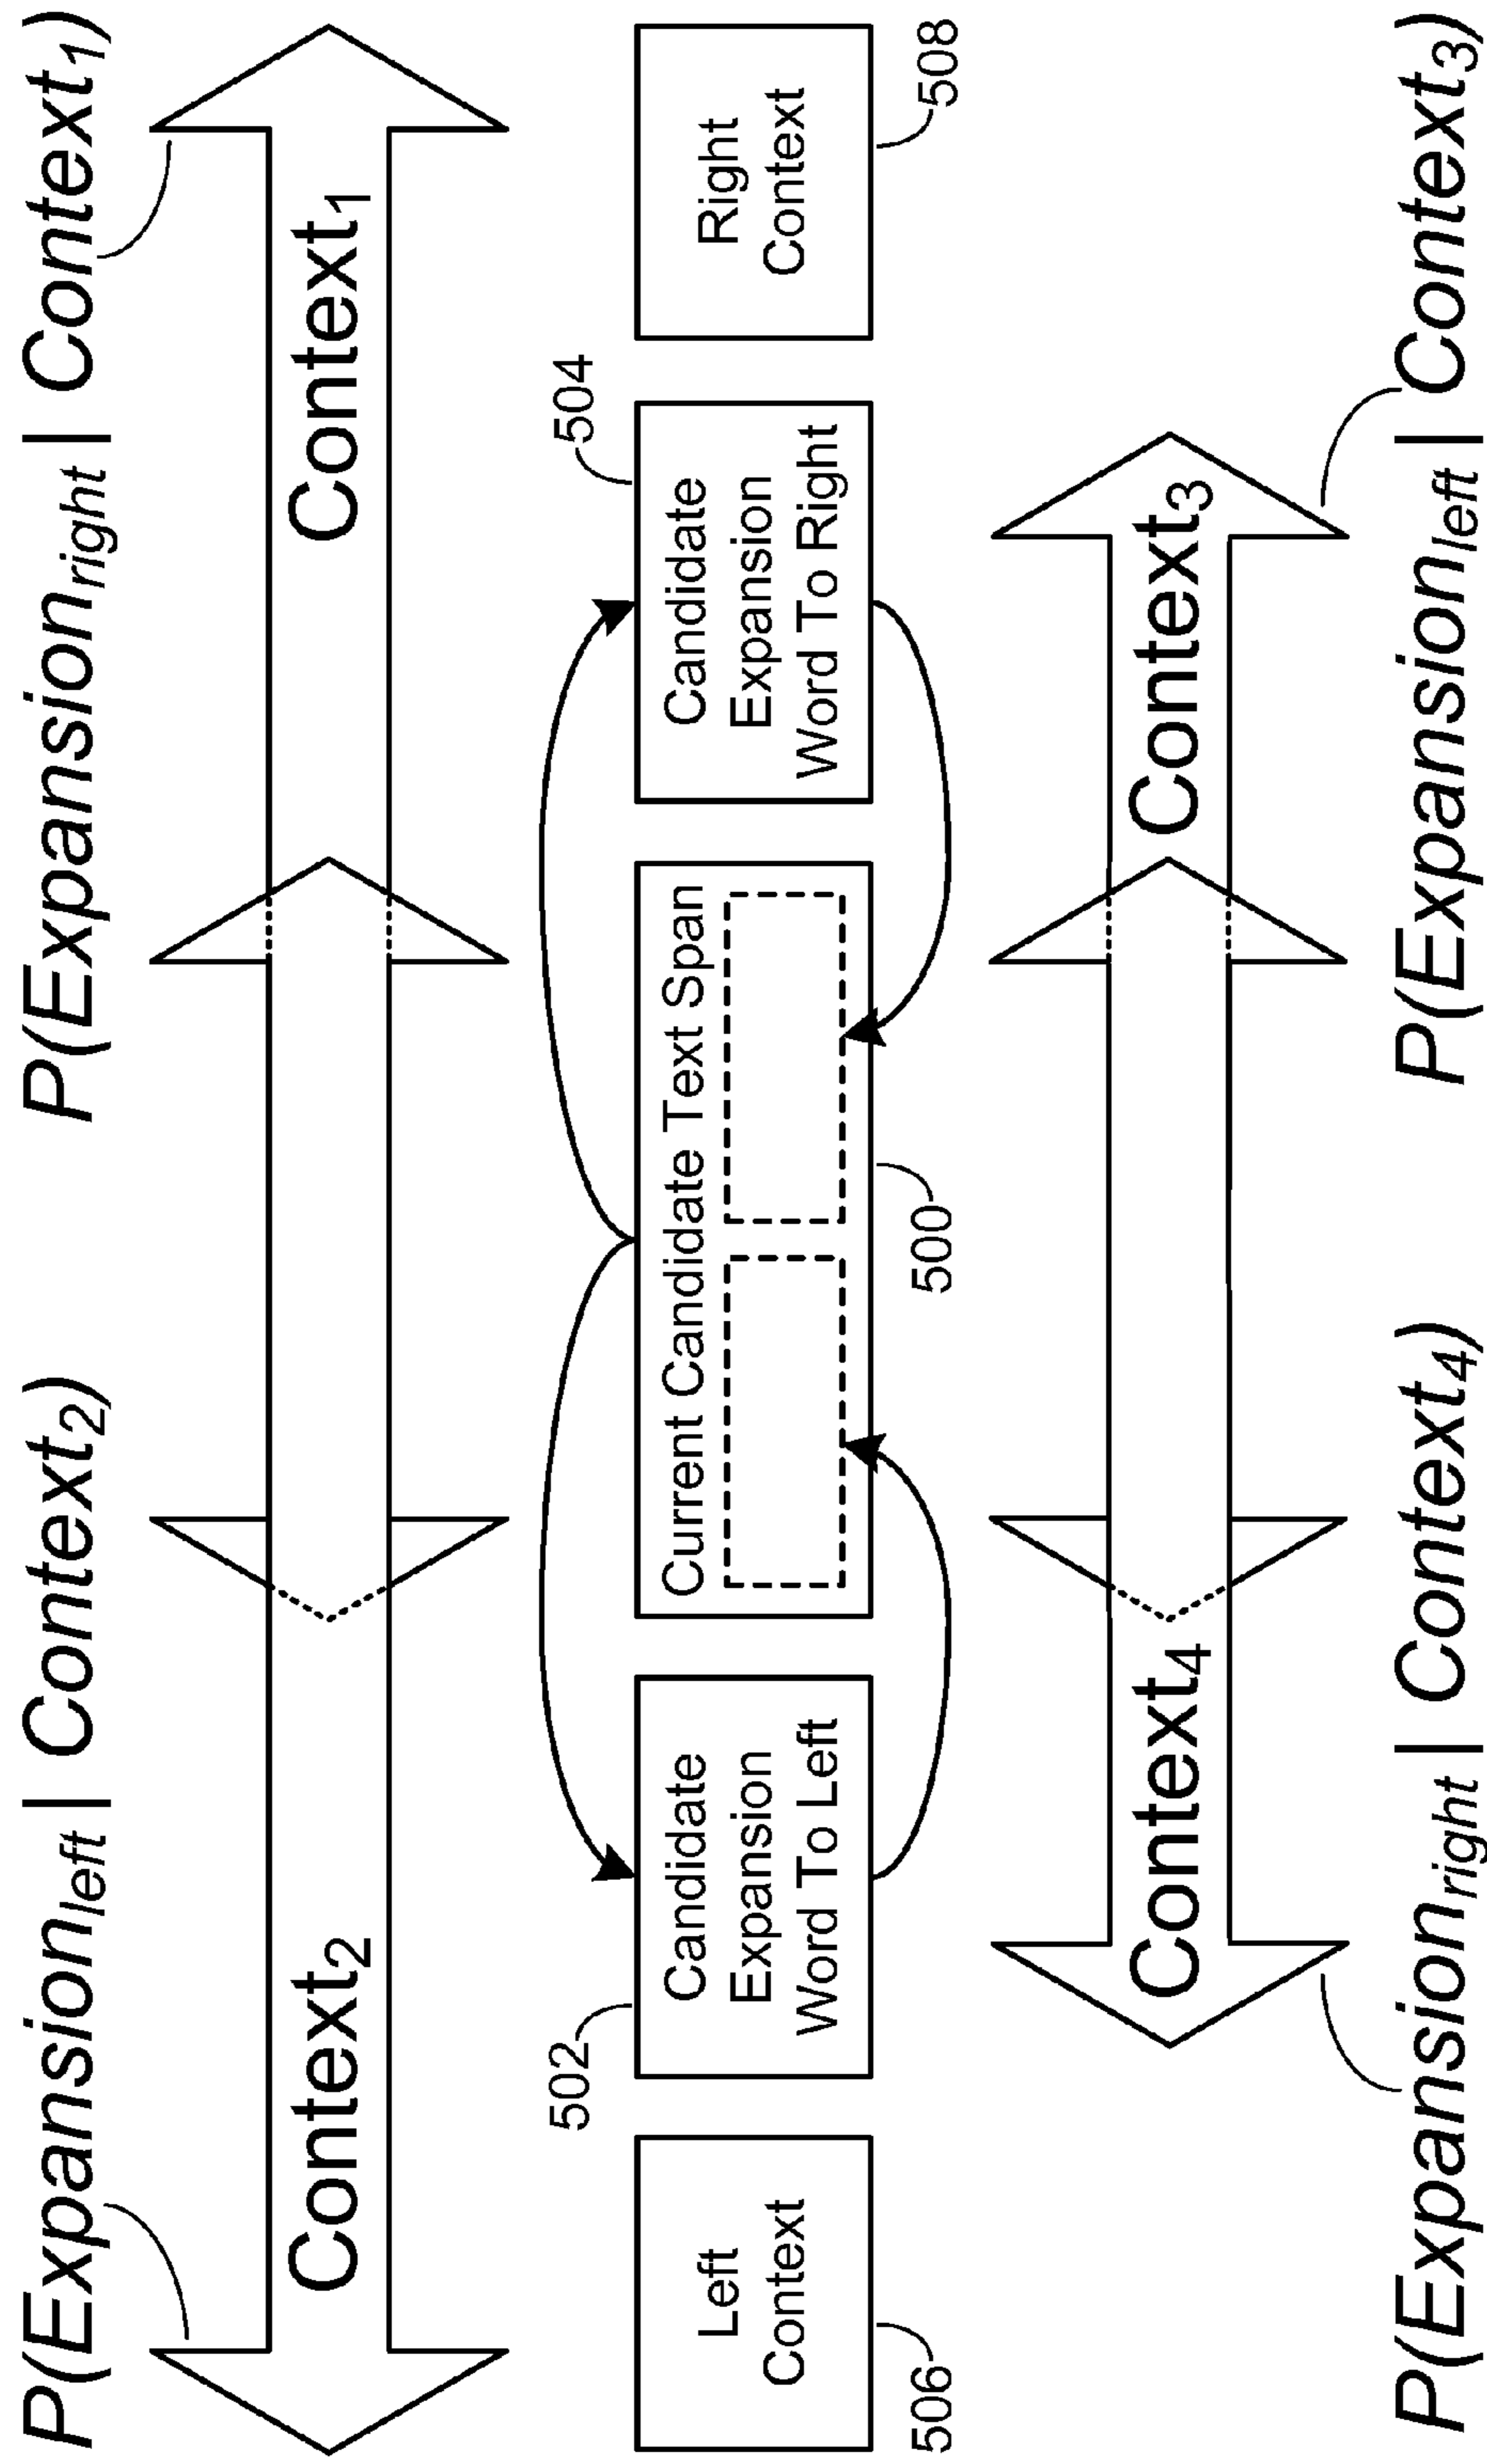 P(Expansion_left | Context_2) P(Expansion_right | Context_1)
Context_2 Context_1
502 504
Left
Context
Candidate
Expansion
Word To Left
Current Candidate Text Span
Candidate
Expansion
Word To Right
Right
Context
506 500 508
Context_4 Context_3
P(Expansion_right | Context_4) P(Expansion_left | Context_3)